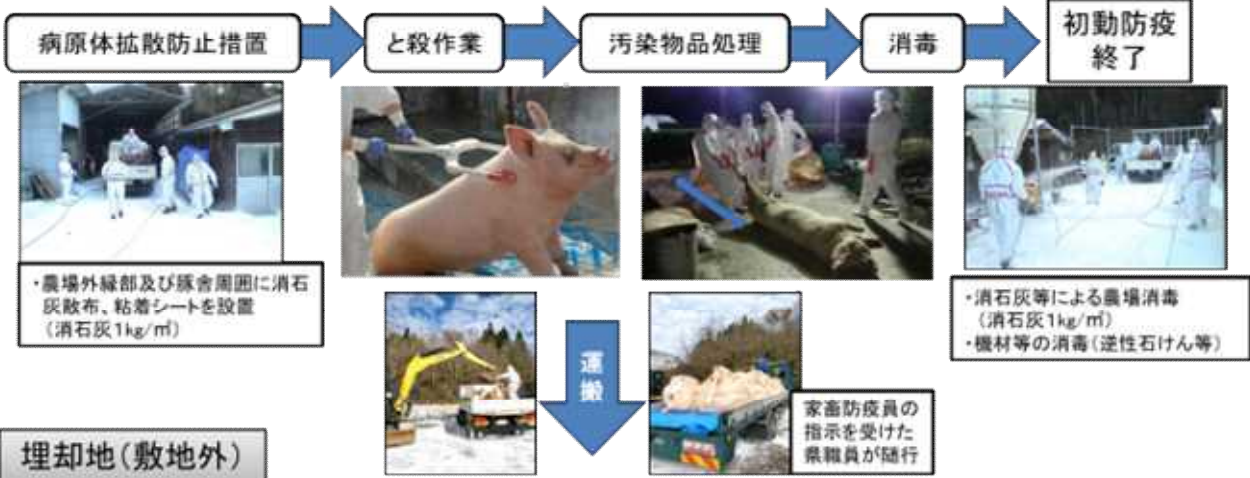 病原体拡散防止措置
と殺作業
汚染物品処理
消毒
初動防疫
終了
・農場外縁部及び豚舎周囲に消石
灰散布、粘着シートを設置
（消石灰1kg/㎡）
・消石灰等による農場消毒
（消石灰1kg/㎡）
・機材等の消毒（逆性石けん等）
運搬
家畜防疫員の
指示を受けた
県職員が随行
埋却地（敷地外）